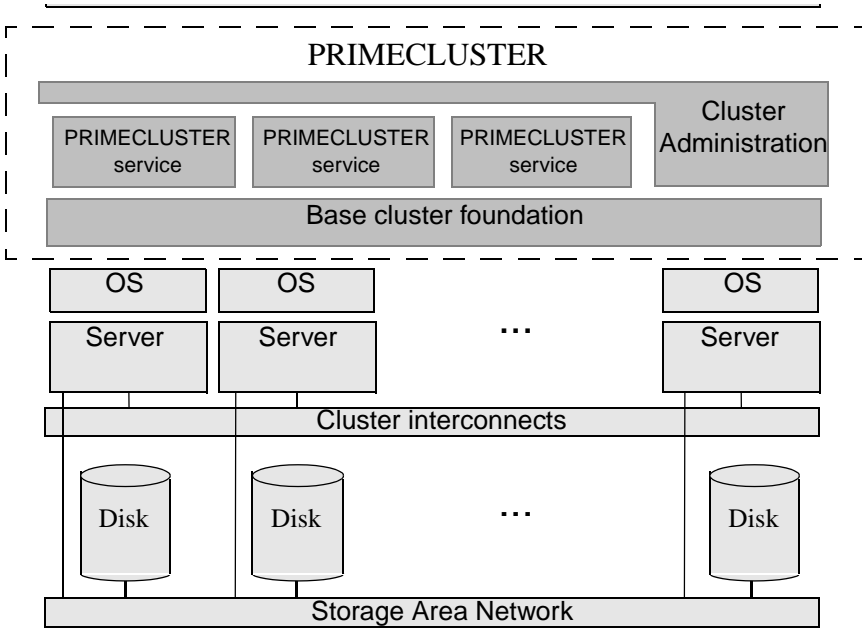 PRIMECLUSTER
Cluster
Administration
PRIMECLUSTER
service
PRIMECLUSTER
service
PRIMECLUSTER
service
Base cluster foundation
OS
OS
OS
Server
Server
...
Server
Cluster interconnects
Disk
Disk
...
Disk
Storage Area Network